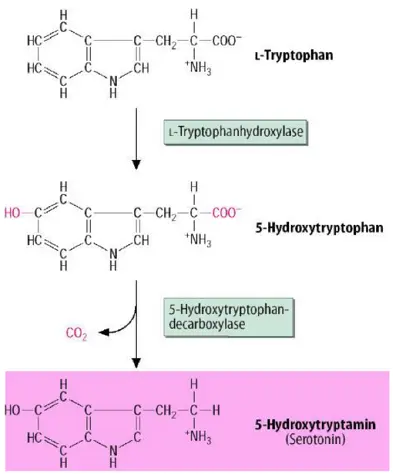 H
C
HC C C CH₂ C COO⁻
HC C CH ⁺NH₃
C N
H H
H
L-Tryptophan
L-Tryptophanhydroxylase
H
C
HO C C C CH₂ C COO⁻
HC C CH ⁺NH₃
C N
H H
H
5-Hydroxytryptophan
CO₂
5-Hydroxytryptophan-
decarboxylase
H
C
HO C C C CH₂ C H
HC C C ⁺NH₃
C N
H H
H
5-Hydroxytryptamin
(Serotonin)